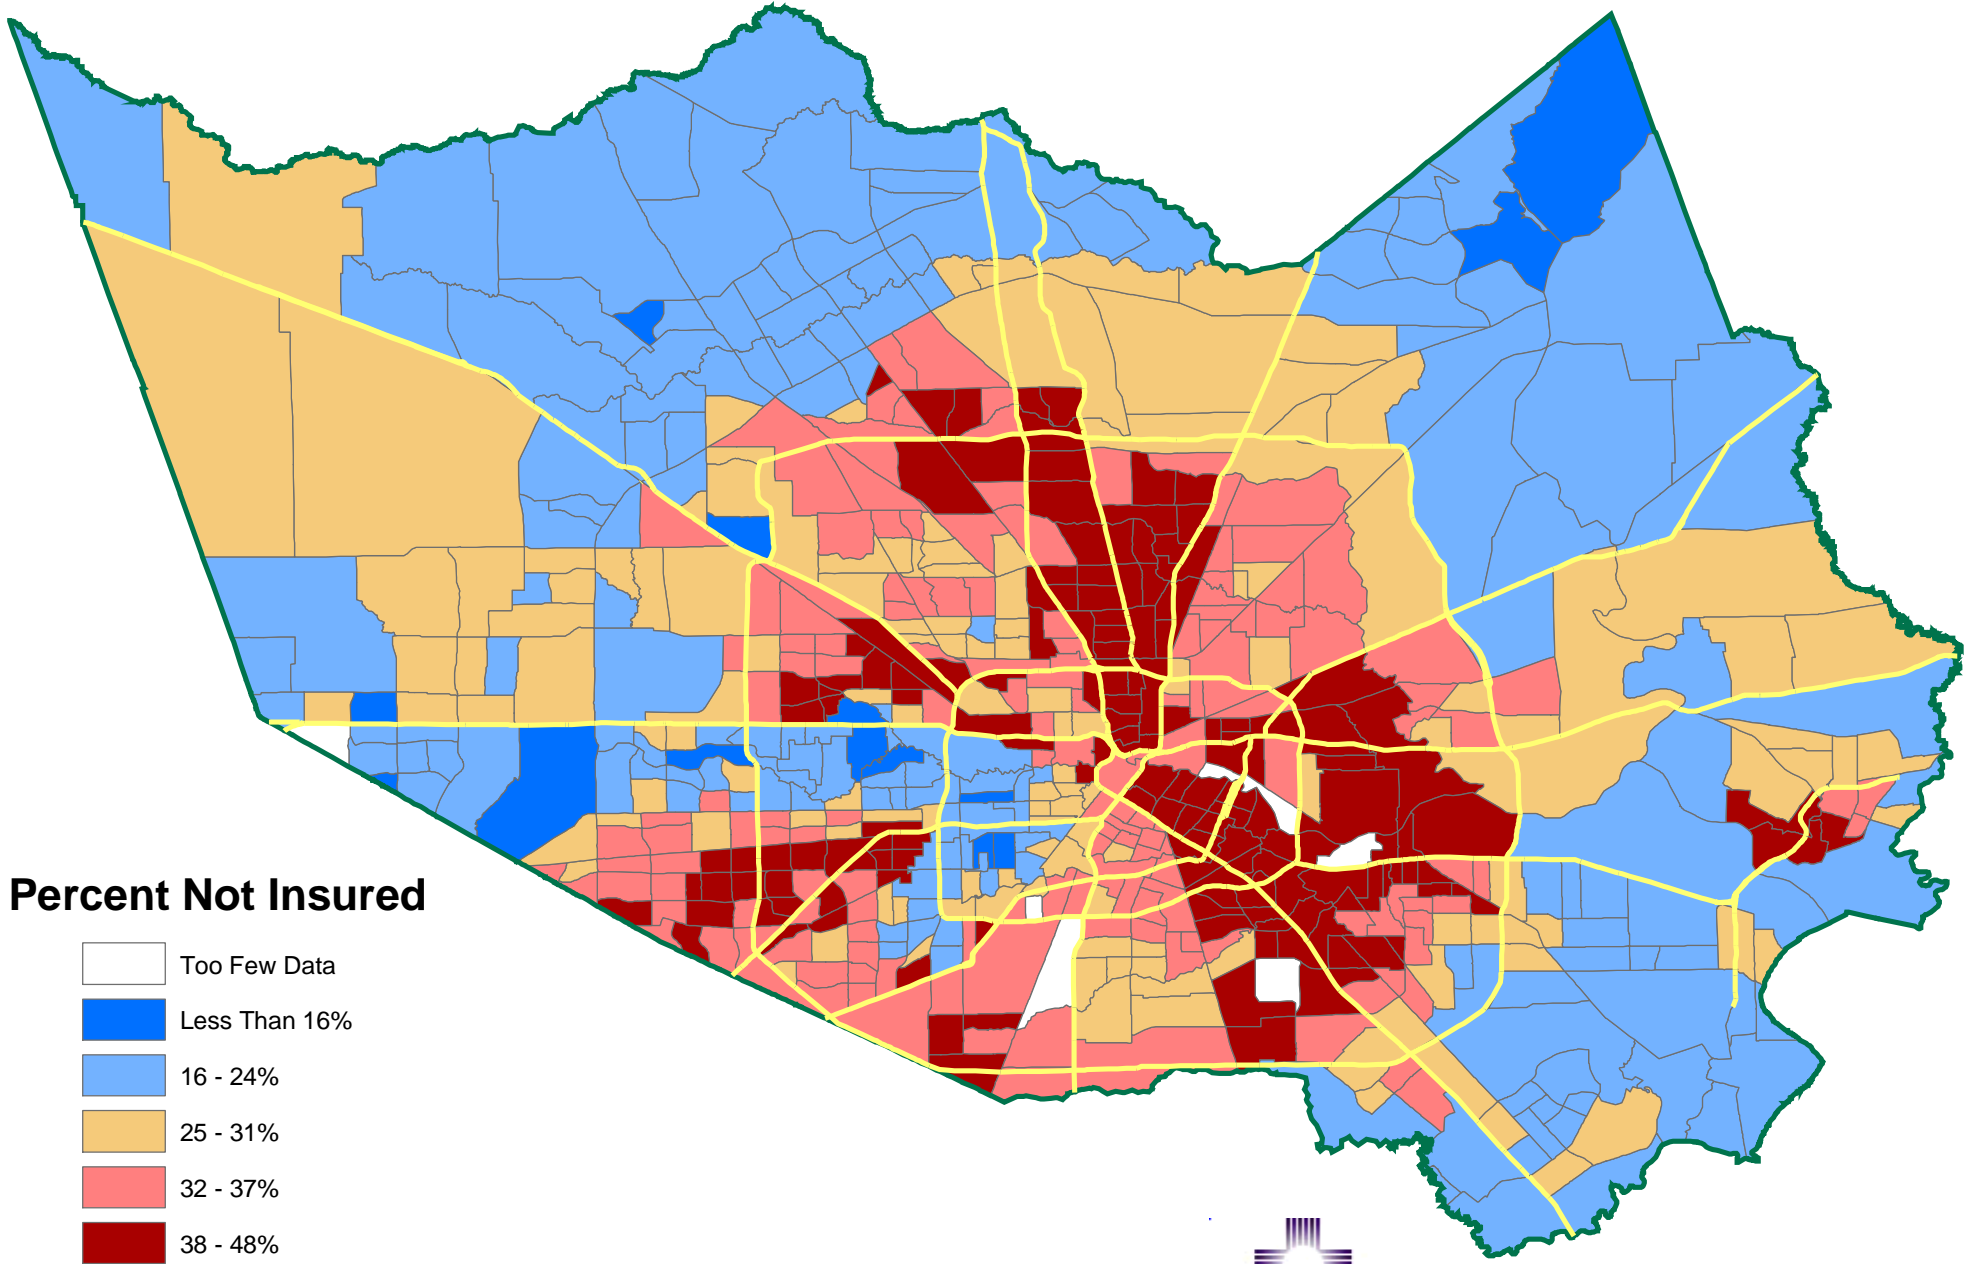 Percent Not Insured
Too Few Data
Less Than 16%
16 - 24%
25 - 31%
32 - 37%
38 - 48%